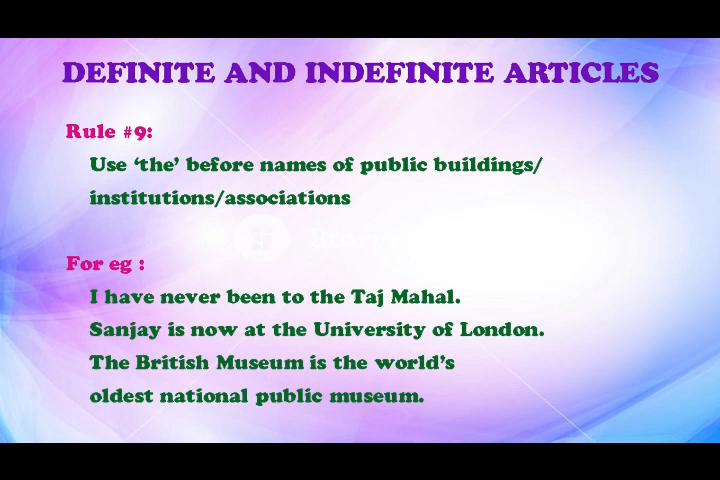 DEFINITE AND INDEFINITE ARTICLES
Rule #9:
Use ‘the’ before names of public buildings/
institutions/associations
For eg :
I have never been to the Taj Mahal.
Sanjay is now at the University of London.
The British Museum is the world’s
oldest national public museum.